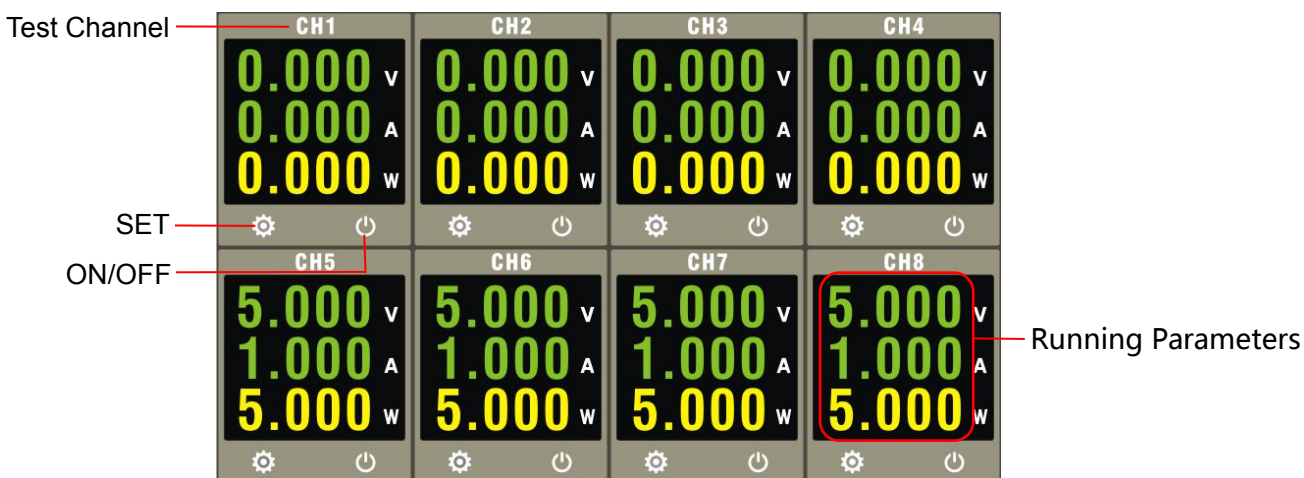 Test Channel
CH1 CH2 CH3 CH4
0.000 V 0.000 V 0.000 V 0.000 V
0.000 A 0.000 A 0.000 A 0.000 A
0.000 W 0.000 W 0.000 W 0.000 W
SET
ON/OFF
CH5 CH6 CH7 CH8
5.000 V 5.000 V 5.000 V 5.000 V
Running Parameters
1.000 A 1.000 A 1.000 A 1.000 A
5.000 W 5.000 W 5.000 W 5.000 W